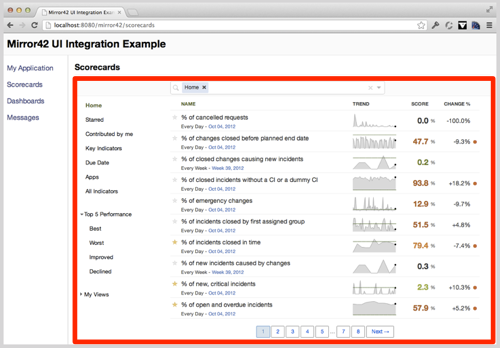 Mirror42 UI Integration Example
localhost:8080/mirror42/scorecards
Mirror42 UI Integration Example
My Application
Scorecards
Dashboards
Messages
Scorecards
Home ×
Home
Starred
Contributed by me
Key Indicators
Due Date
Apps
All Indicators
Top 5 Performance
Best
Worst
Improved
Declined
My Views
NAME TREND SCORE CHANGE %
% of cancelled requests 0.0 % -100.0%
Every Day - Oct 04, 2012
% of changes closed before planned end date 47.7 % -9.3%
Every Day - Oct 04, 2012
% of closed changes causing new incidents 0.2 %
Every Week - Week 39, 2012
% of closed incidents without a CI or a dummy CI 93.8 % +18.2%
Every Day - Oct 04, 2012
% of emergency changes 12.9 % -9.7%
Every Day - Oct 04, 2012
% of incidents closed by first assigned group 51.5 % +4.8%
Every Day - Oct 04, 2012
% of incidents closed in time 79.4 % -7.4%
Every Day - Oct 04, 2012
% of new incidents caused by changes 0.3 %
Every Week - Week 39, 2012
% of new, critical incidents 2.3 % +10.3%
Every Day - Oct 04, 2012
% of open and overdue incidents 57.9 % +5.2%
Every Day - Oct 04, 2012
1 2 3 4 5 ... 7 8 Next →